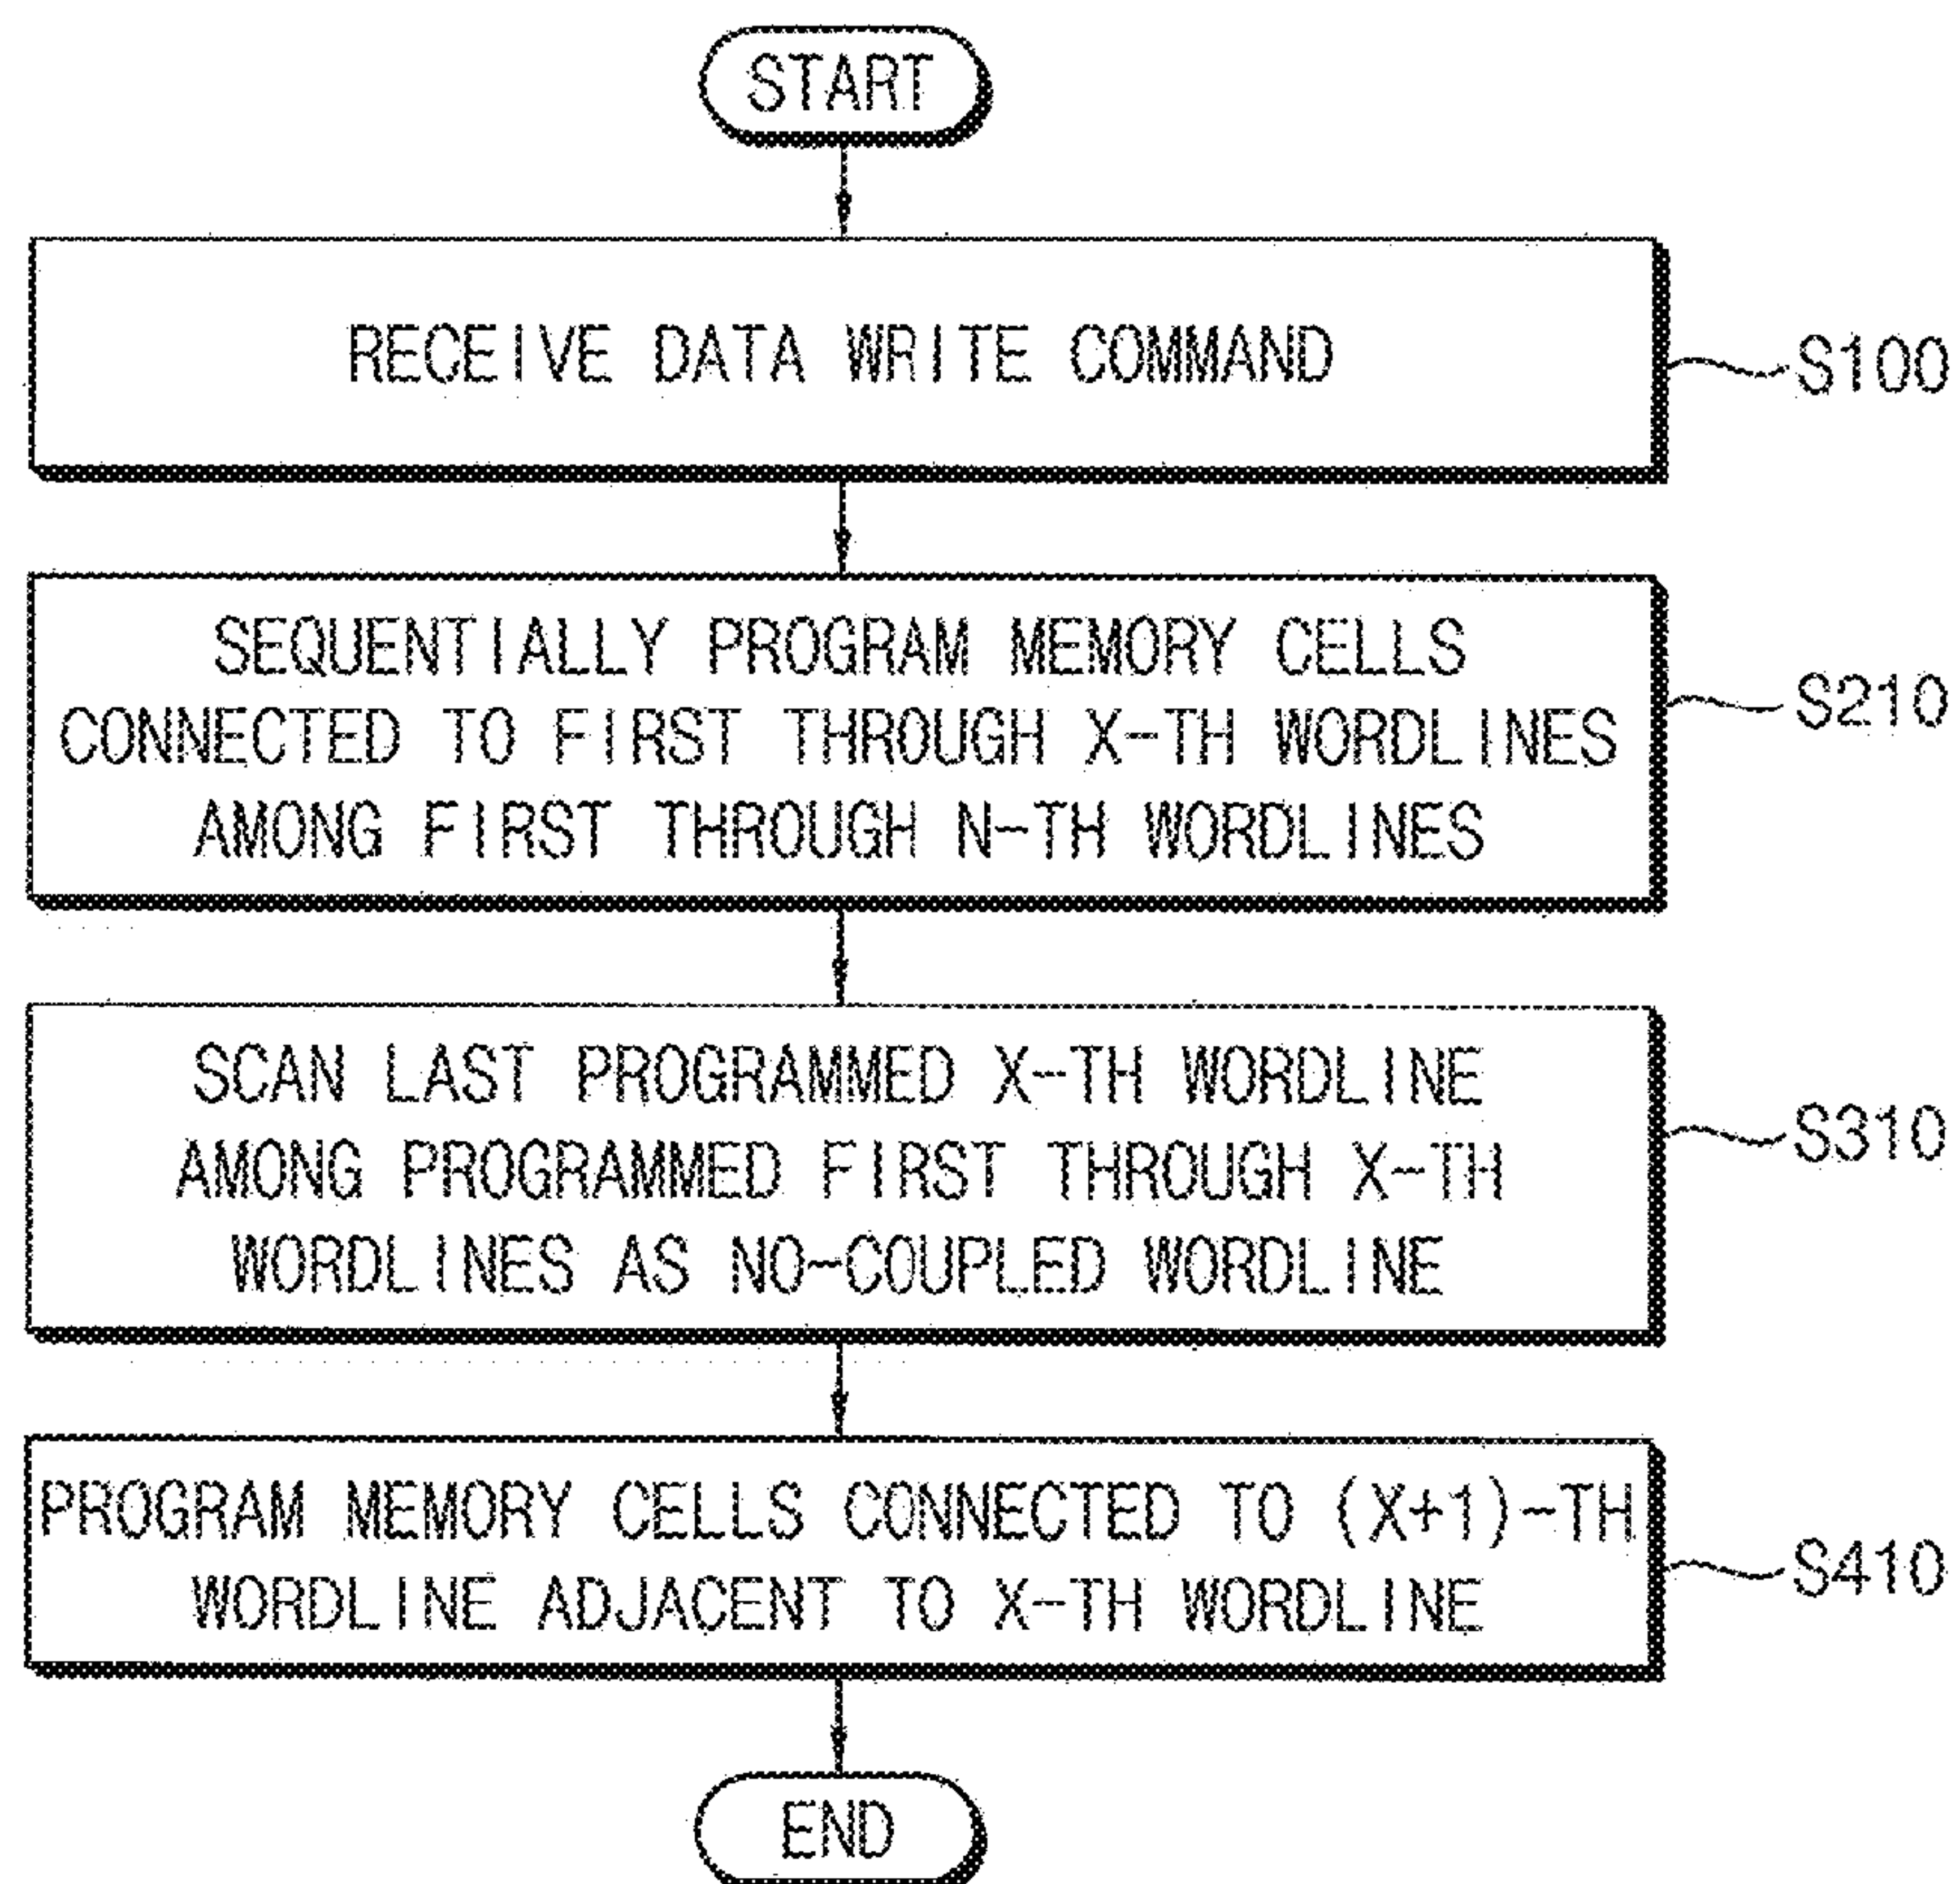 START
RECEIVE DATA WRITE COMMAND
S100
SEQUENTIALLY PROGRAM MEMORY CELLS
CONNECTED TO FIRST THROUGH X-TH WORDLINES
AMONG FIRST THROUGH N-TH WORDLINES
S210
SCAN LAST PROGRAMMED X-TH WORDLINE
AMONG PROGRAMMED FIRST THROUGH X-TH
WORDLINES AS NO-COUPLED WORDLINE
S310
PROGRAM MEMORY CELLS CONNECTED TO (X+1)-TH
WORDLINE ADJACENT TO X-TH WORDLINE
S410
END